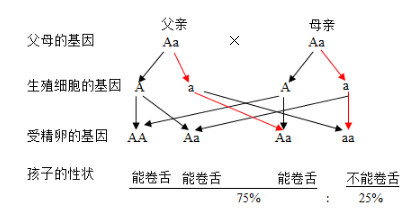 父亲 母亲
父母的基因 Aa × Aa
生殖细胞的基因 A a A a
受精卵的基因 AA Aa Aa aa
孩子的性状 能卷舌 能卷舌 能卷舌 不能卷舌
75% : 25%